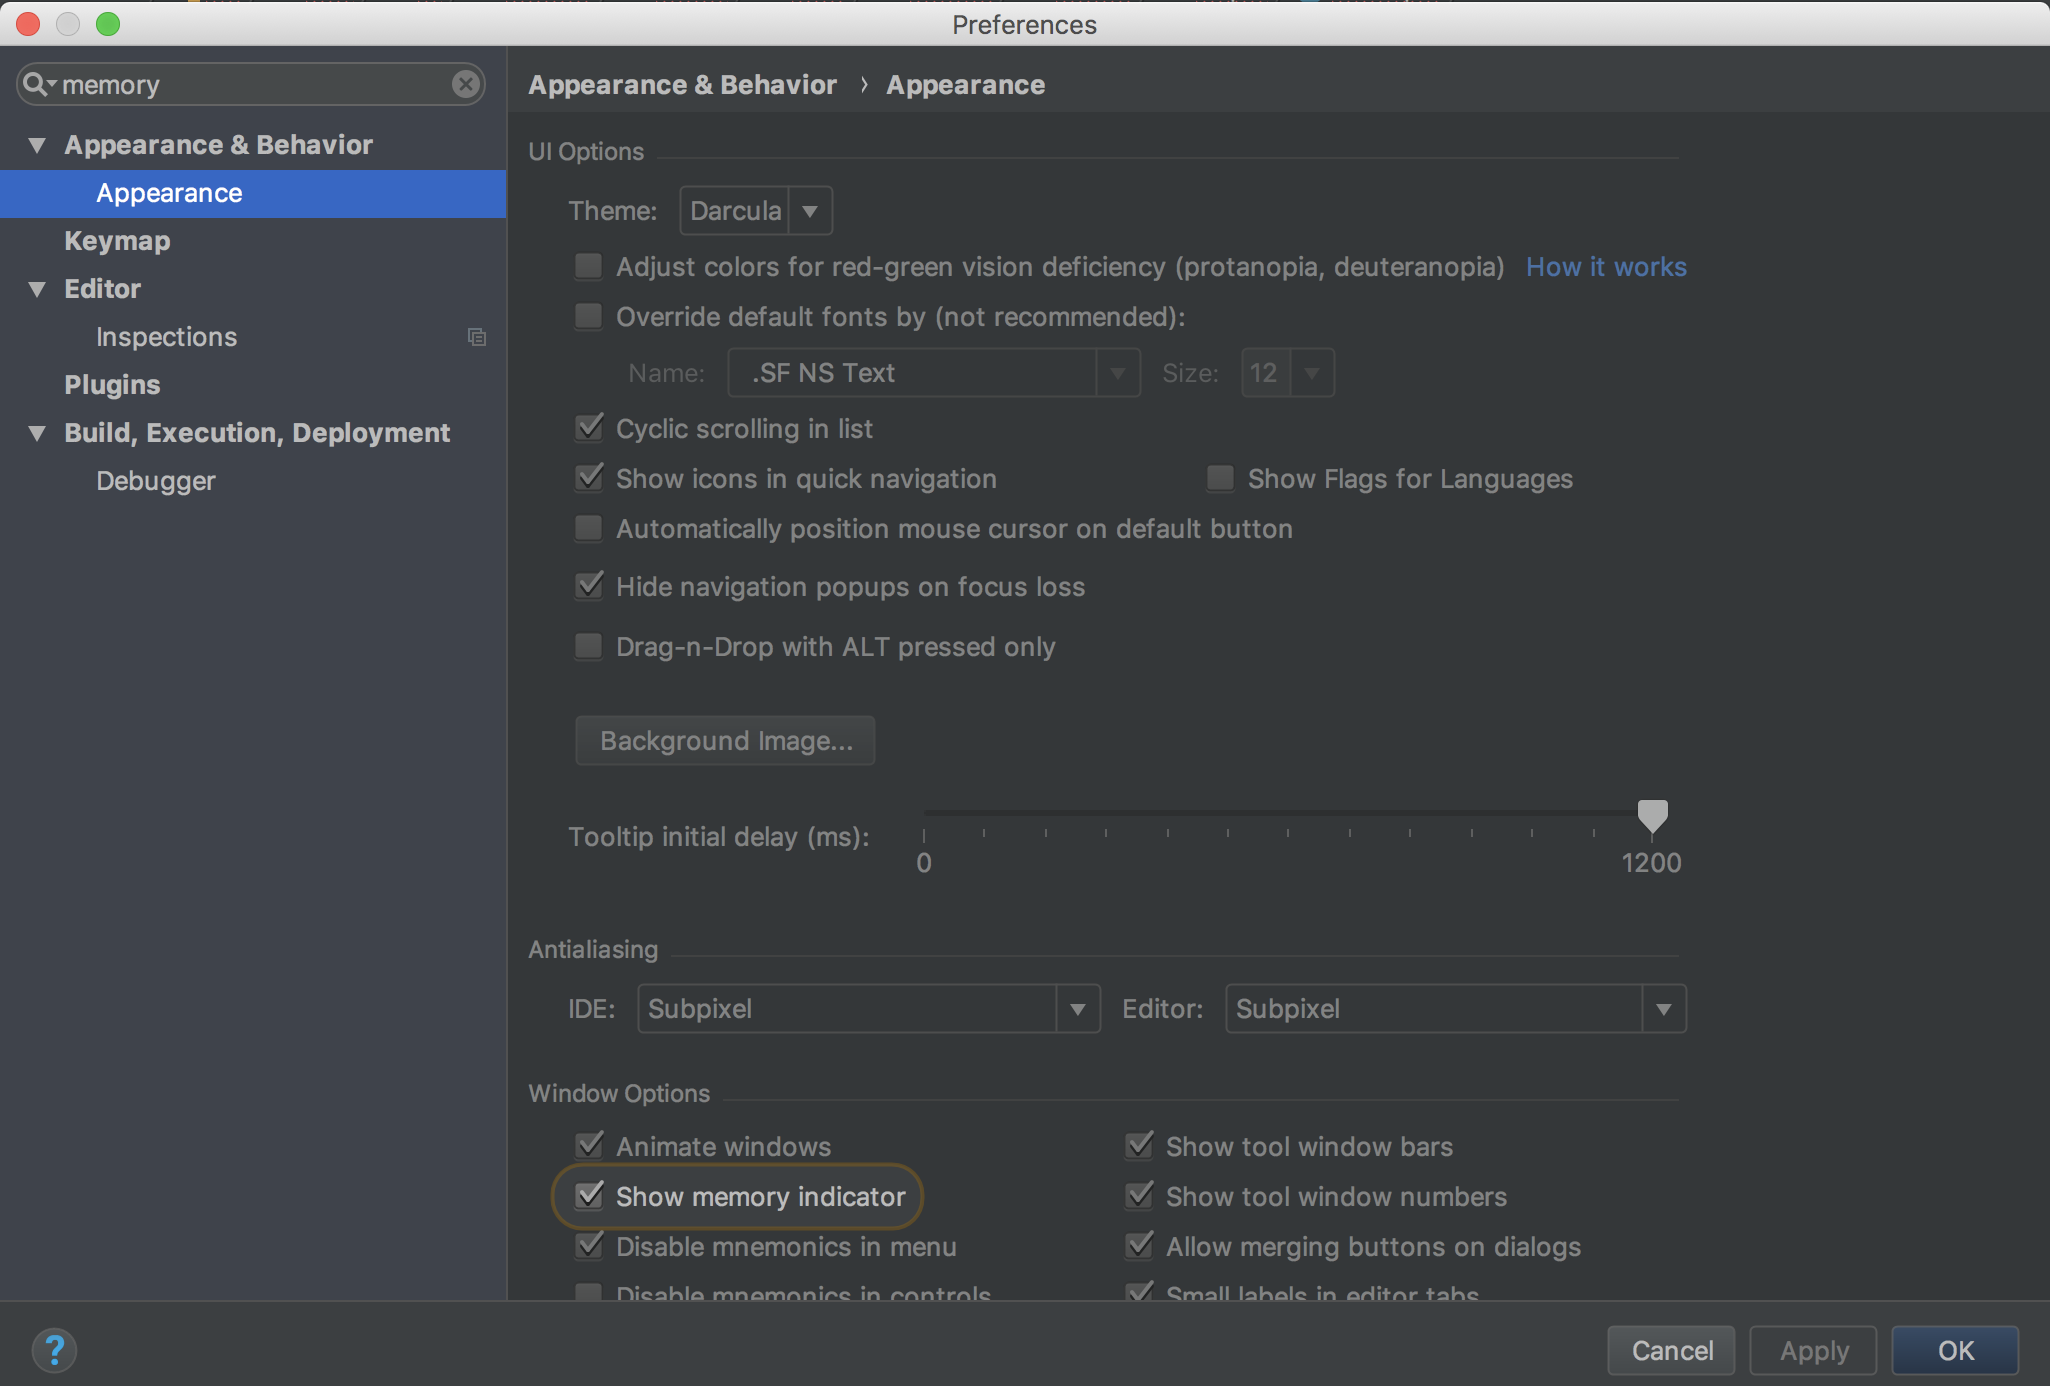 Preferences
memory
Appearance & Behavior
Appearance
Keymap
Editor
Inspections
Plugins
Build, Execution, Deployment
Debugger
Appearance & Behavior › Appearance
UI Options
Theme: Darcula
Adjust colors for red-green vision deficiency (protanopia, deuteranopia) How it works
Override default fonts by (not recommended):
Name: .SF NS Text Size: 12
Cyclic scrolling in list
Show icons in quick navigation Show Flags for Languages
Automatically position mouse cursor on default button
Hide navigation popups on focus loss
Drag-n-Drop with ALT pressed only
Background Image...
Tooltip initial delay (ms):
0 1200
Antialiasing
IDE: Subpixel Editor: Subpixel
Window Options
Animate windows Show tool window bars
Show memory indicator Show tool window numbers
Disable mnemonics in menu Allow merging buttons on dialogs
Disable mnemonics in controls Small labels in editor tabs
? Cancel Apply OK